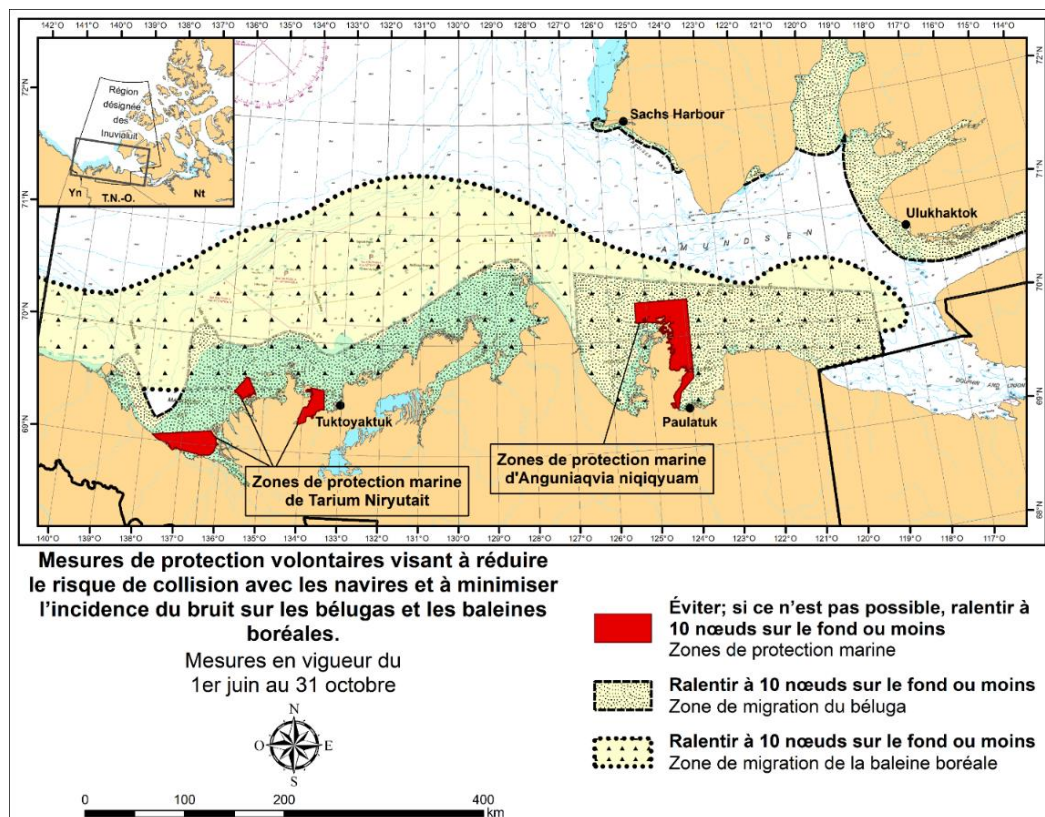 142°O 141°O 140°O 139°O 138°O 137°O 136°O 135°O 134°O 133°O 132°O 131°O 130°O 129°O 128°O 127°O 126°O 125°O 124°O 123°O 122°O 121°O 120°O 119°O 118°O 117°O 116°O 115°O 114°O
72°N
71°N
70°N
69°N
72°N
71°N
70°N
69°N
68°N
Région
désignée
des
Inuvialuit
Yn
T.N.-O.
Nt
Sachs Harbour
Ulukhaktok
AMUNDSEN
DOLPHIN AND
Tuktoyaktuk
Paulatuk
Zones de protection marine
de Tarium Niryutait
Zones de protection marine
d'Anguniaqvia niqiqyuam
140°O 139°O 138°O 137°O 136°O 135°O 134°O 133°O 132°O 131°O 130°O 129°O 128°O 127°O 126°O 125°O 124°O 123°O 122°O 121°O 120°O 119°O 118°O 117°O
Mesures de protection volontaires visant à réduire
le risque de collision avec les navires et à minimiser
l'incidence du bruit sur les bélugas et les baleines
boréales.
Mesures en vigueur du
1er juin au 31 octobre
N
O E
S
0 100 200 400
km
Éviter; si ce n'est pas possible, ralentir à
10 nœuds sur le fond ou moins
Zones de protection marine
Ralentir à 10 nœuds sur le fond ou moins
Zone de migration du béluga
Ralentir à 10 nœuds sur le fond ou moins
Zone de migration de la baleine boréale